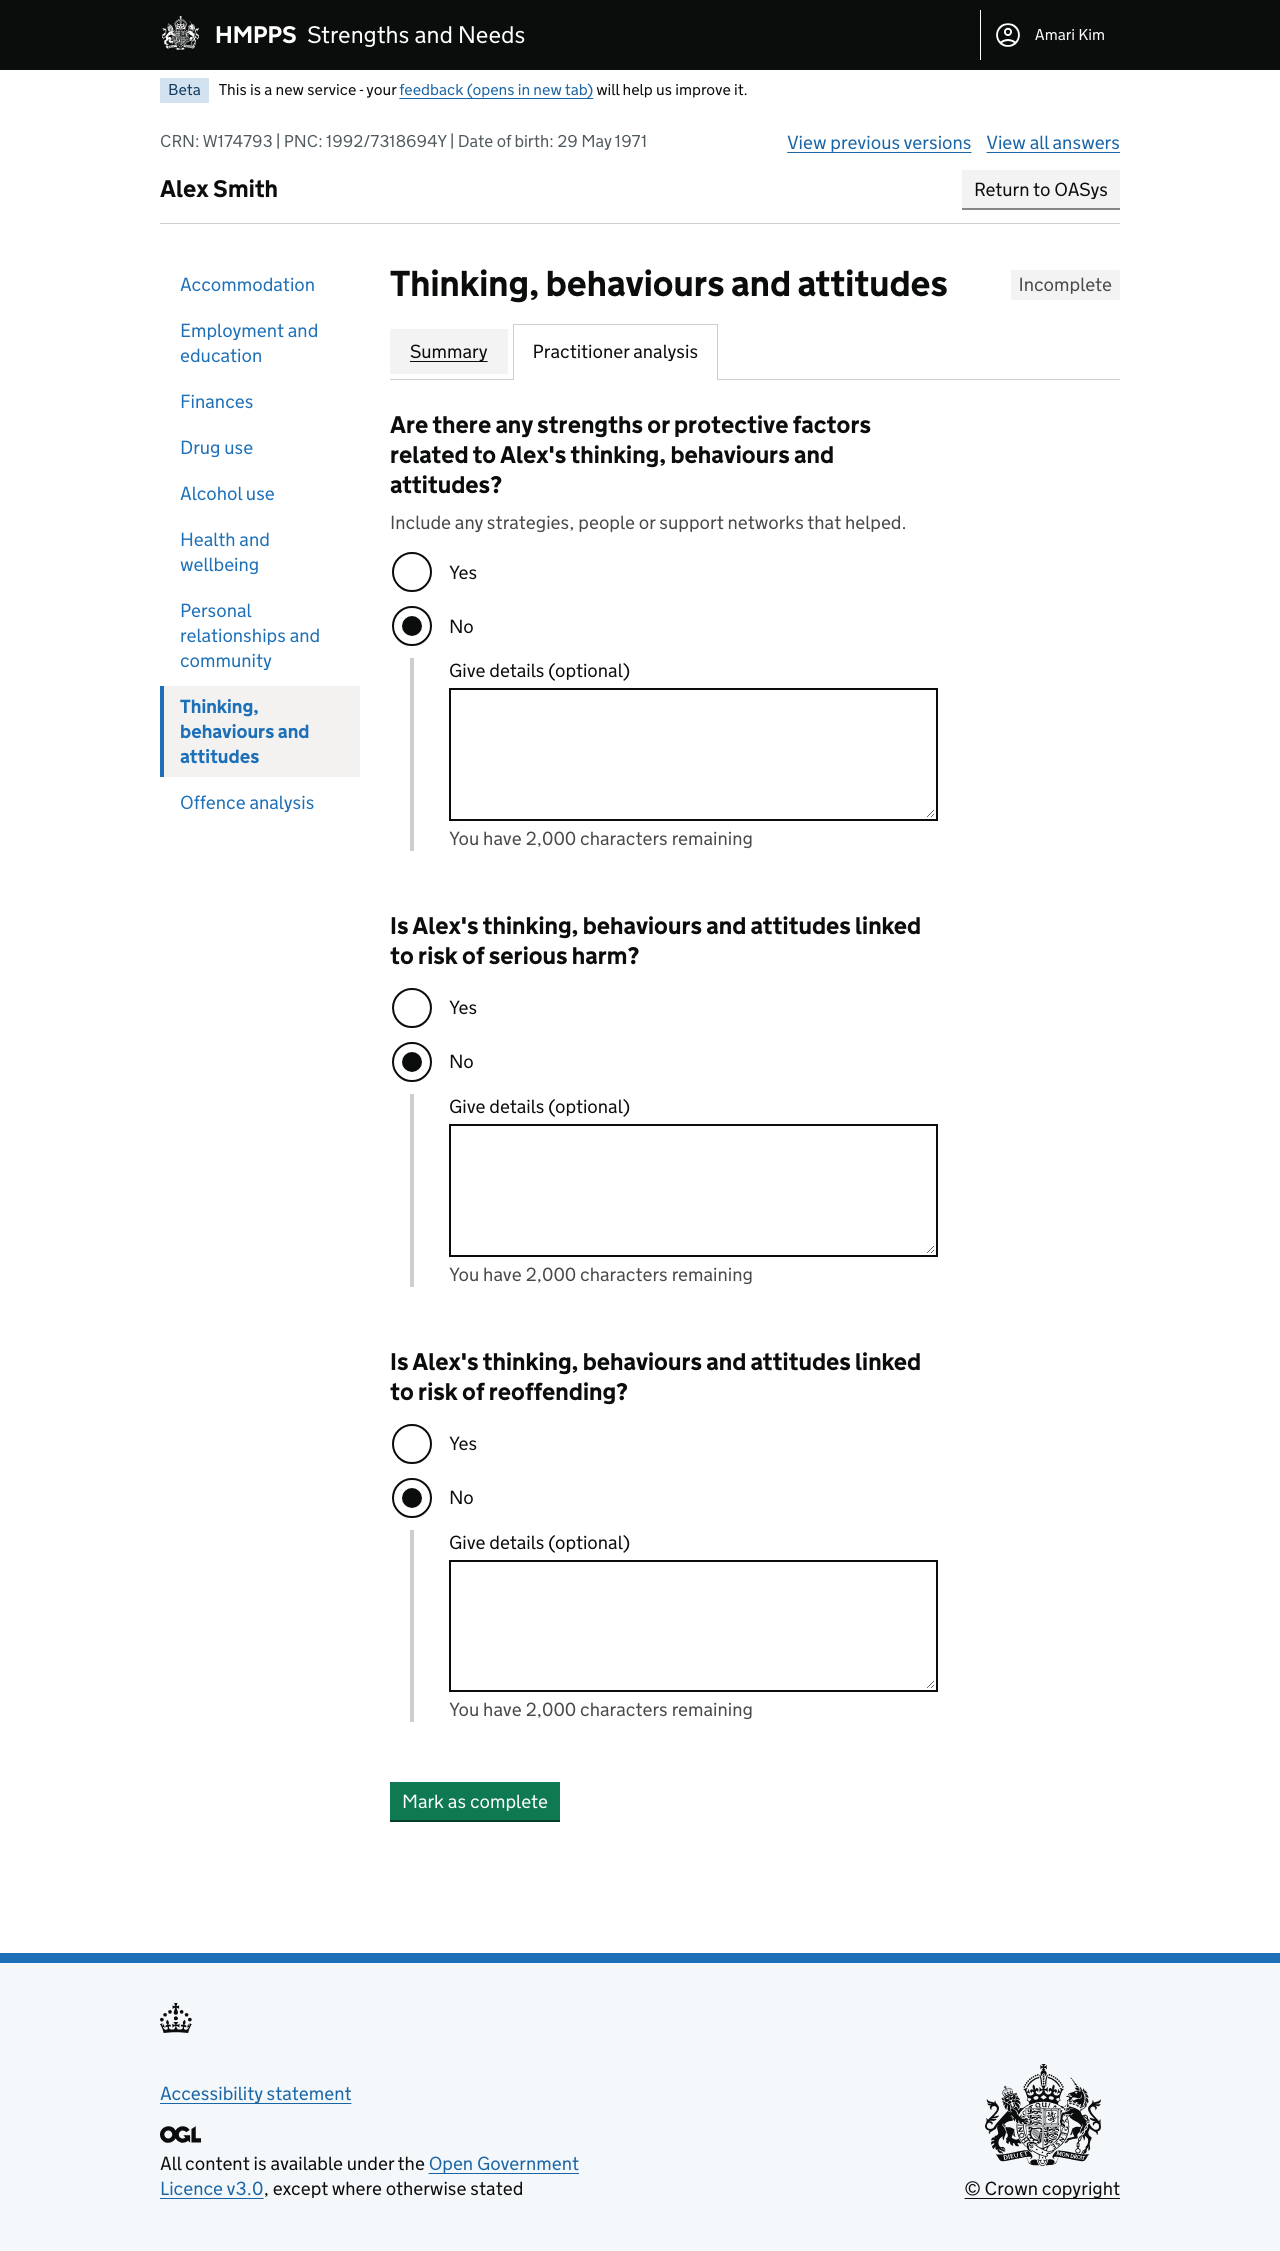 HMPPS Strengths and Needs
Amari Kim
Beta This is a new service - your feedback (opens in new tab) will help us improve it.
CRN: W174793 | PNC: 1992/7318694Y | Date of birth: 29 May 1971
View previous versions View all answers
Alex Smith
Return to OASys
Accommodation
Employment and
education
Finances
Drug use
Alcohol use
Health and
wellbeing
Personal
relationships and
community
Thinking,
behaviours and
attitudes
Offence analysis
Thinking, behaviours and attitudes
Incomplete
Summary Practitioner analysis
Are there any strengths or protective factors
related to Alex's thinking, behaviours and
attitudes?
Include any strategies, people or support networks that helped.
Yes
No
Give details (optional)
You have 2,000 characters remaining
Is Alex's thinking, behaviours and attitudes linked
to risk of serious harm?
Yes
No
Give details (optional)
You have 2,000 characters remaining
Is Alex's thinking, behaviours and attitudes linked
to risk of reoffending?
Yes
No
Give details (optional)
You have 2,000 characters remaining
Mark as complete
Accessibility statement
OGL
All content is available under the Open Government
Licence v3.0, except where otherwise stated
© Crown copyright